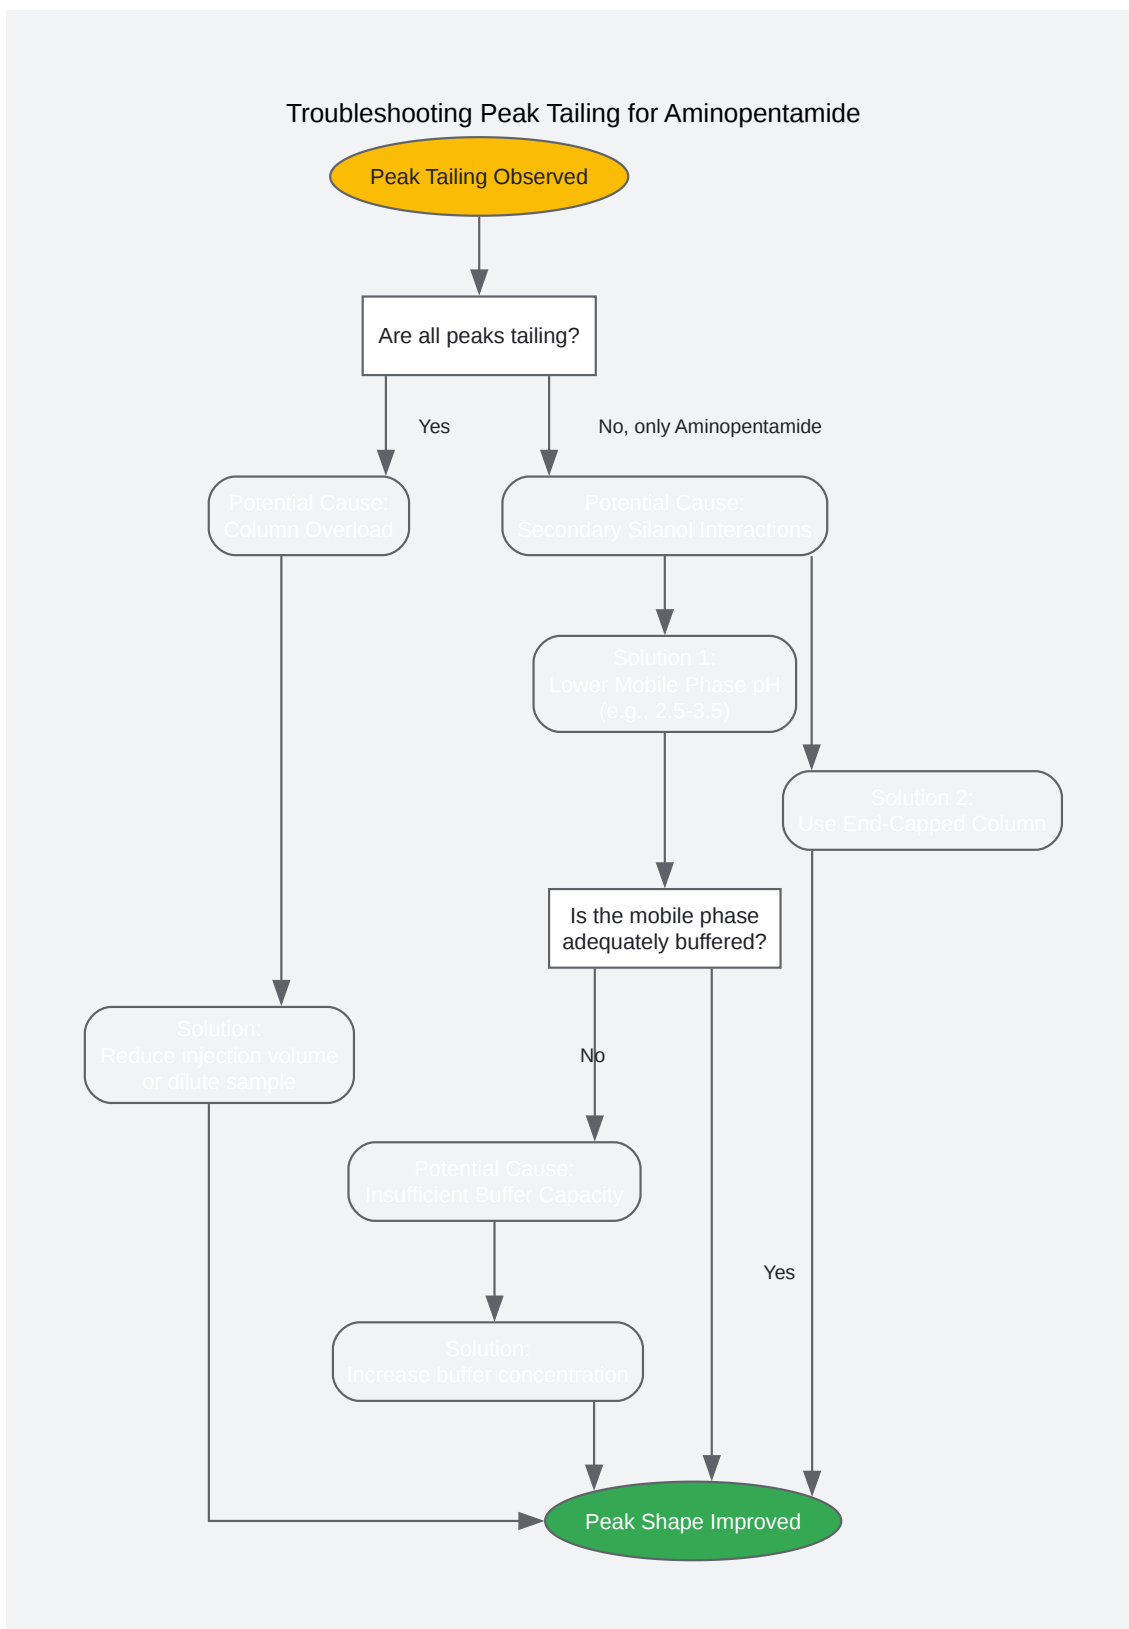 Troubleshooting Peak Tailing for Aminopentamide
Peak Tailing Observed
Are all peaks tailing?
Yes
No, only Aminopentamide
Potential Cause:
Column Overload
Potential Cause:
Secondary Silanol Interactions
Solution 1:
Lower Mobile Phase pH
(e.g., 2.5-3.5)
Solution 2:
Use End-Capped Column
Is the mobile phase
adequately buffered?
Solution:
Reduce injection volume
or dilute sample
No
Potential Cause:
Insufficient Buffer Capacity
Yes
Solution:
Increase buffer concentration
Peak Shape Improved